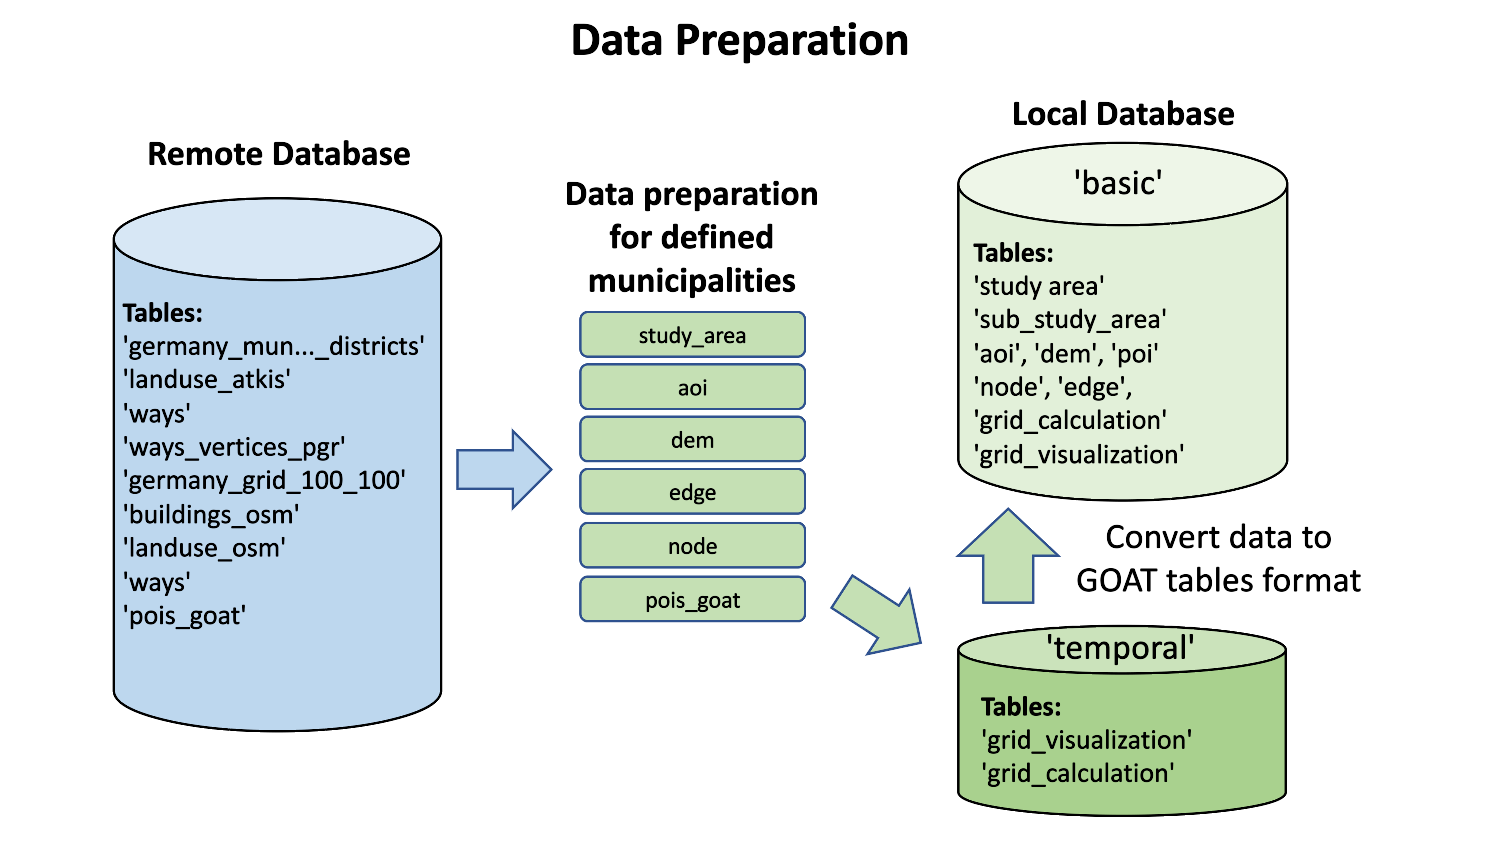 Data Preparation
Remote Database
Tables:
'germany_mun..._districts'
'landuse_atkis'
'ways'
'ways_vertices_pgr'
'germany_grid_100_100'
'buildings_osm'
'landuse_osm'
'ways'
'pois_goat'
Data preparation
for defined
municipalities
study_area
aoi
dem
edge
node
pois_goat
Local Database
'basic'
Tables:
'study area'
'sub_study_area'
'aoi', 'dem', 'poi'
'node', 'edge',
'grid_calculation'
'grid_visualization'
Convert data to
GOAT tables format
'temporal'
Tables:
'grid_visualization'
'grid_calculation'